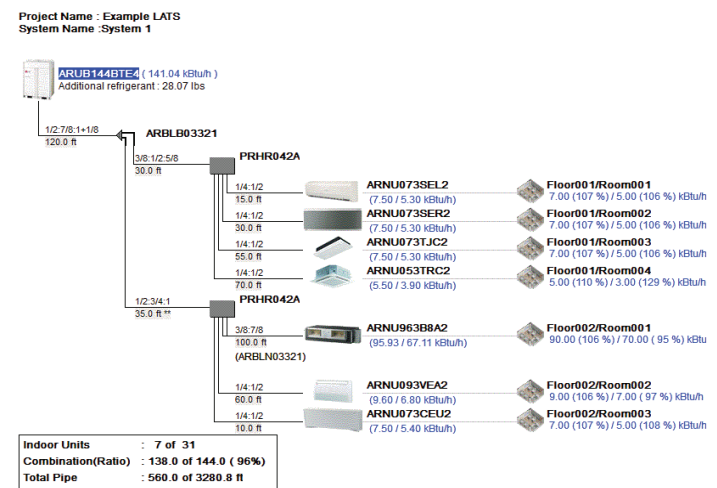 Project Name : Example LATS
System Name :System 1
ARUB144BTE4 ( 141.04 kBtu/h )
Additional refrigerant : 28.07 lbs
1/2:7/8:1+1/8
120.0 ft
ARBLB03321
3/8:1/2:5/8
30.0 ft
PRHR042A
1/4:1/2
15.0 ft
ARNU073SEL2
(7.50 / 5.30 kBtu/h)
Floor001/Room001
7.00 (107 %) / 5.00 (106 %) kBtu/h
1/4:1/2
30.0 ft
ARNU073SER2
(7.50 / 5.30 kBtu/h)
Floor001/Room002
7.00 (107 %) / 5.00 (106 %) kBtu/h
1/4:1/2
55.0 ft
ARNU073TJC2
(7.50 / 5.30 kBtu/h)
Floor001/Room003
7.00 (107 %) / 5.00 (106 %) kBtu/h
1/4:1/2
70.0 ft
ARNU053TRC2
(5.50 / 3.90 kBtu/h)
Floor001/Room004
5.00 (110 %) / 3.00 (129 %) kBtu/h
1/2:3/4:1
35.0 ft **
PRHR042A
3/8:7/8
100.0 ft
(ARBLN03321)
ARNU963B8A2
(95.93 / 67.11 kBtu/h)
Floor002/Room001
90.00 (106 %) / 70.00 ( 95 %) kBtu
1/4:1/2
60.0 ft
ARNU093VEA2
(9.60 / 6.80 kBtu/h)
Floor002/Room002
9.00 (106 %) / 7.00 ( 97 %) kBtu/h
1/4:1/2
10.0 ft
ARNU073CEU2
(7.50 / 5.40 kBtu/h)
Floor002/Room003
7.00 (107 %) / 5.00 (108 %) kBtu/h
Indoor Units : 7 of 31
Combination(Ratio) : 138.0 of 144.0 ( 96%)
Total Pipe : 560.0 of 3280.8 ft